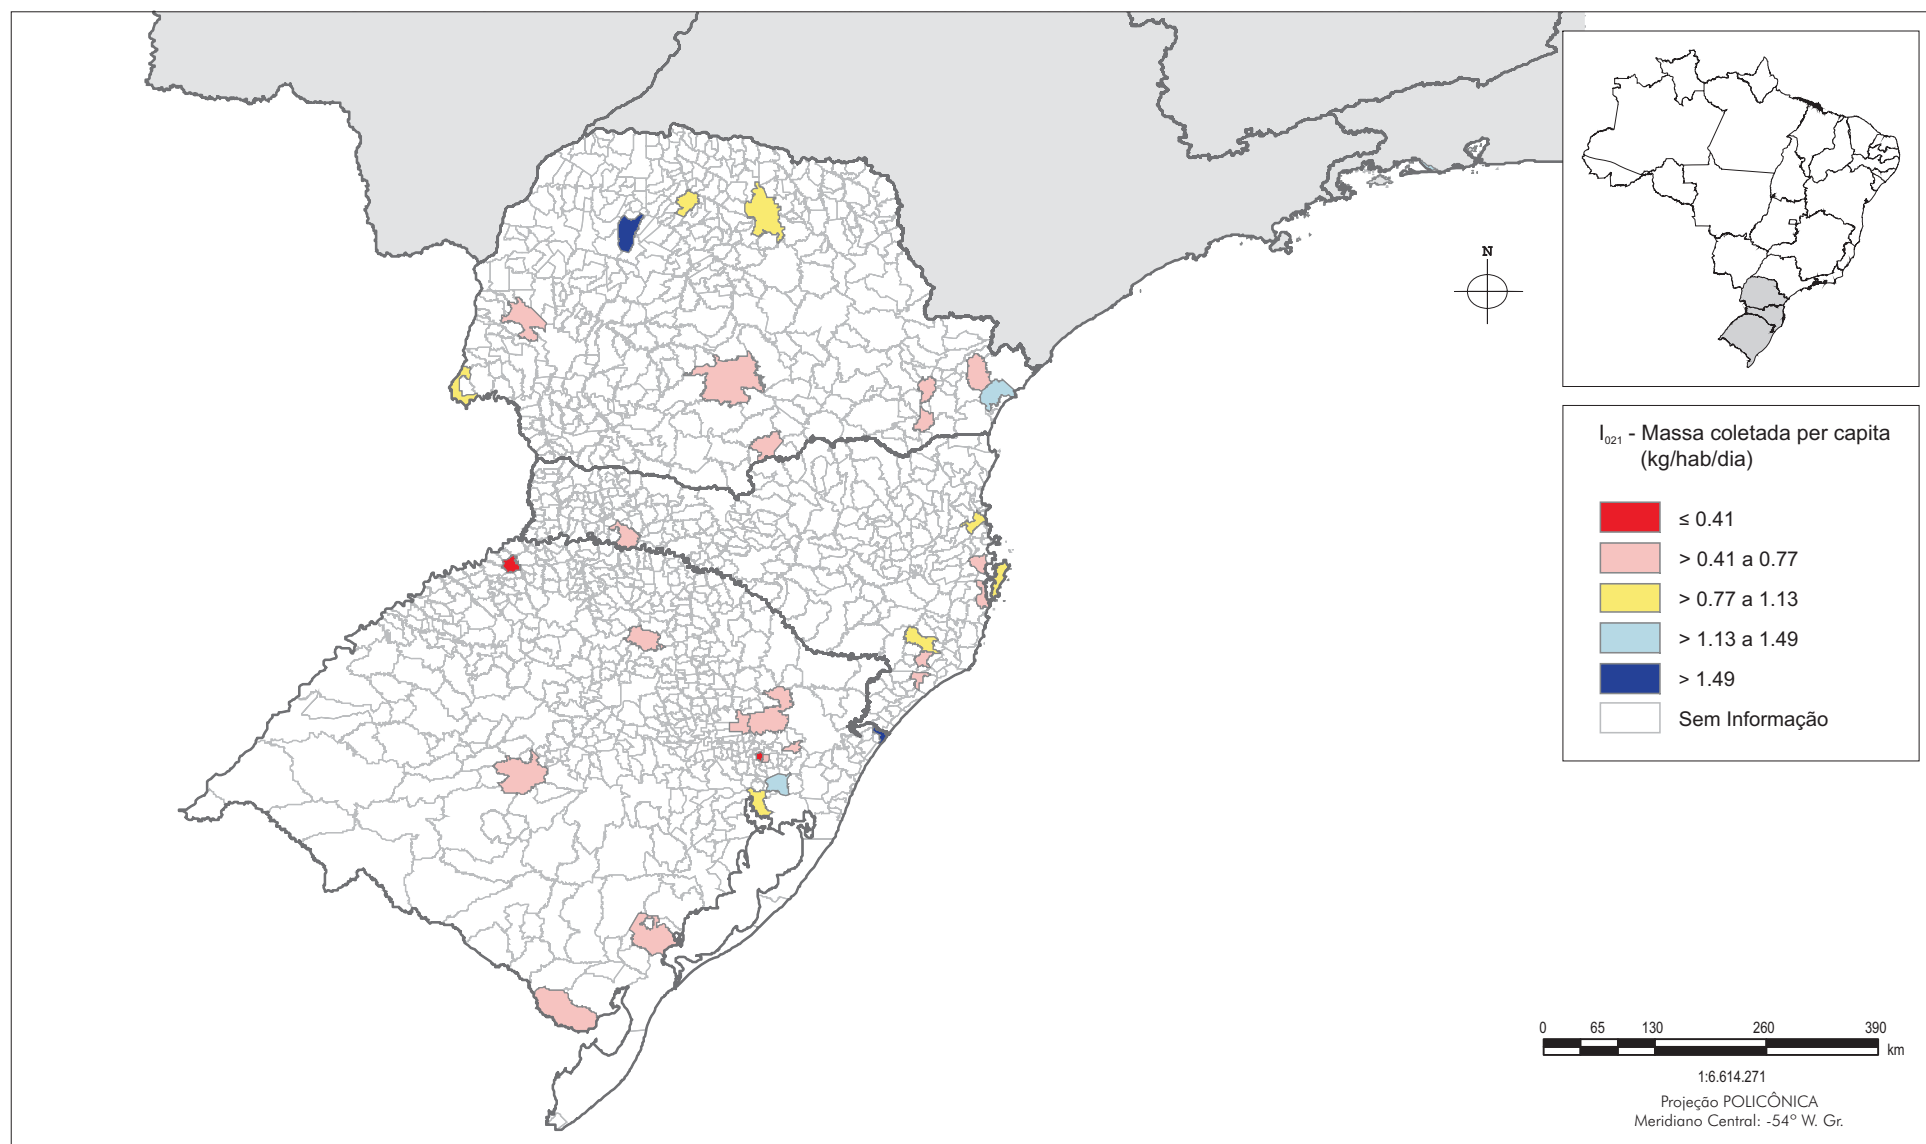 N
I021 - Massa coletada per capita
(kg/hab/dia)
≤ 0.41
> 0.41 a 0.77
> 0.77 a 1.13
> 1.13 a 1.49
> 1.49
Sem Informação
0 65 130 260 390
km
1:6.614.271
Projeção POLICÔNICA
Meridiano Central: -54º W. Gr.